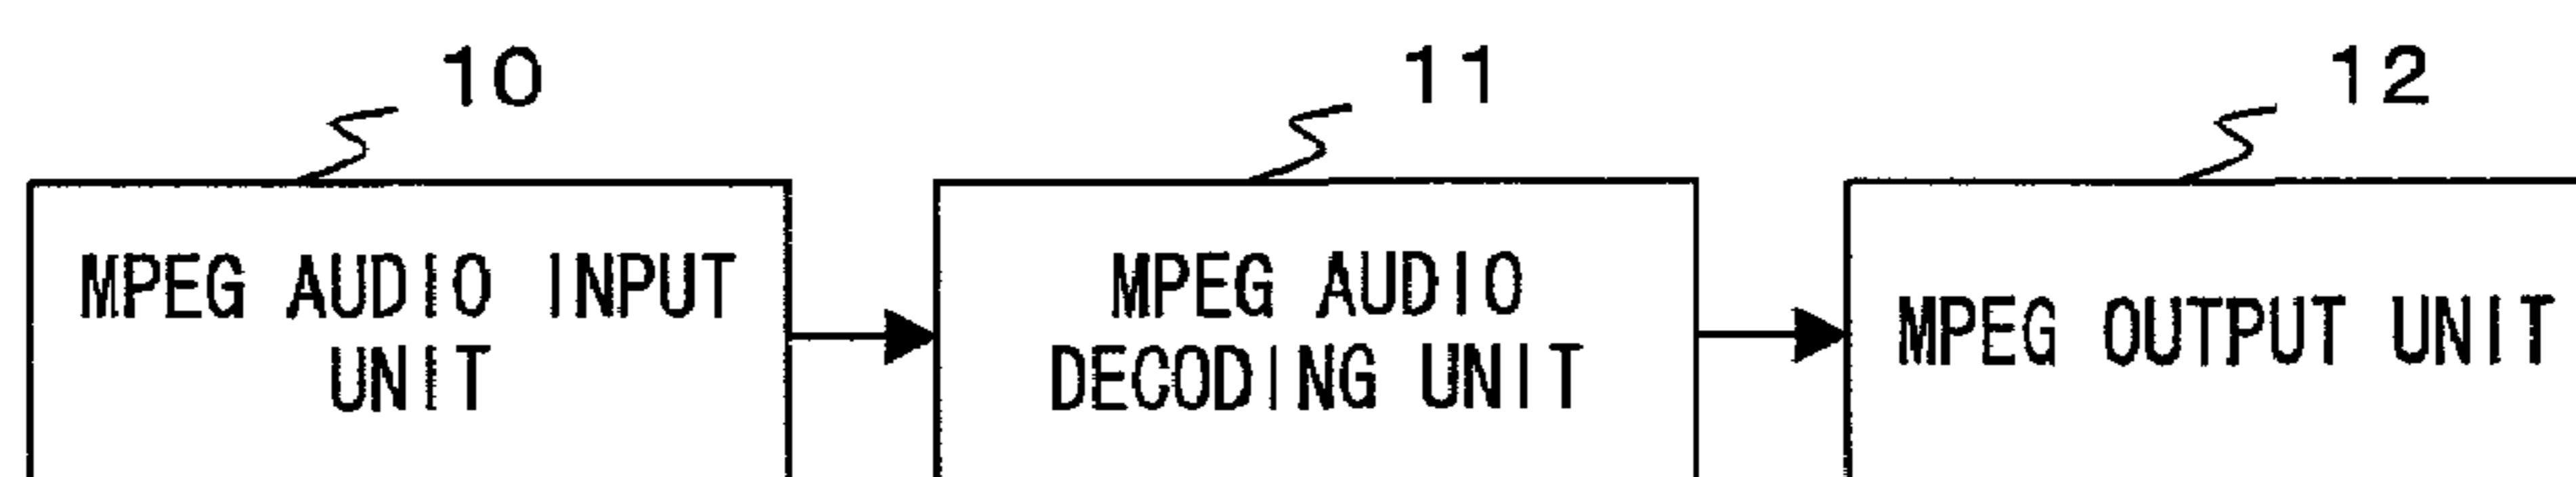 10
11
12
MPEG AUDIO INPUT
UNIT
MPEG AUDIO
DECODING UNIT
MPEG OUTPUT UNIT